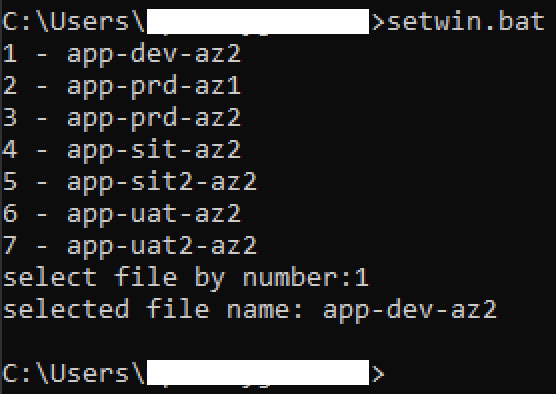 C:\Users\ >setwin.bat
1 - app-dev-az2
2 - app-prd-az1
3 - app-prd-az2
4 - app-sit-az2
5 - app-sit2-az2
6 - app-uat-az2
7 - app-uat2-az2
select file by number:1
selected file name: app-dev-az2
C:\Users\ >